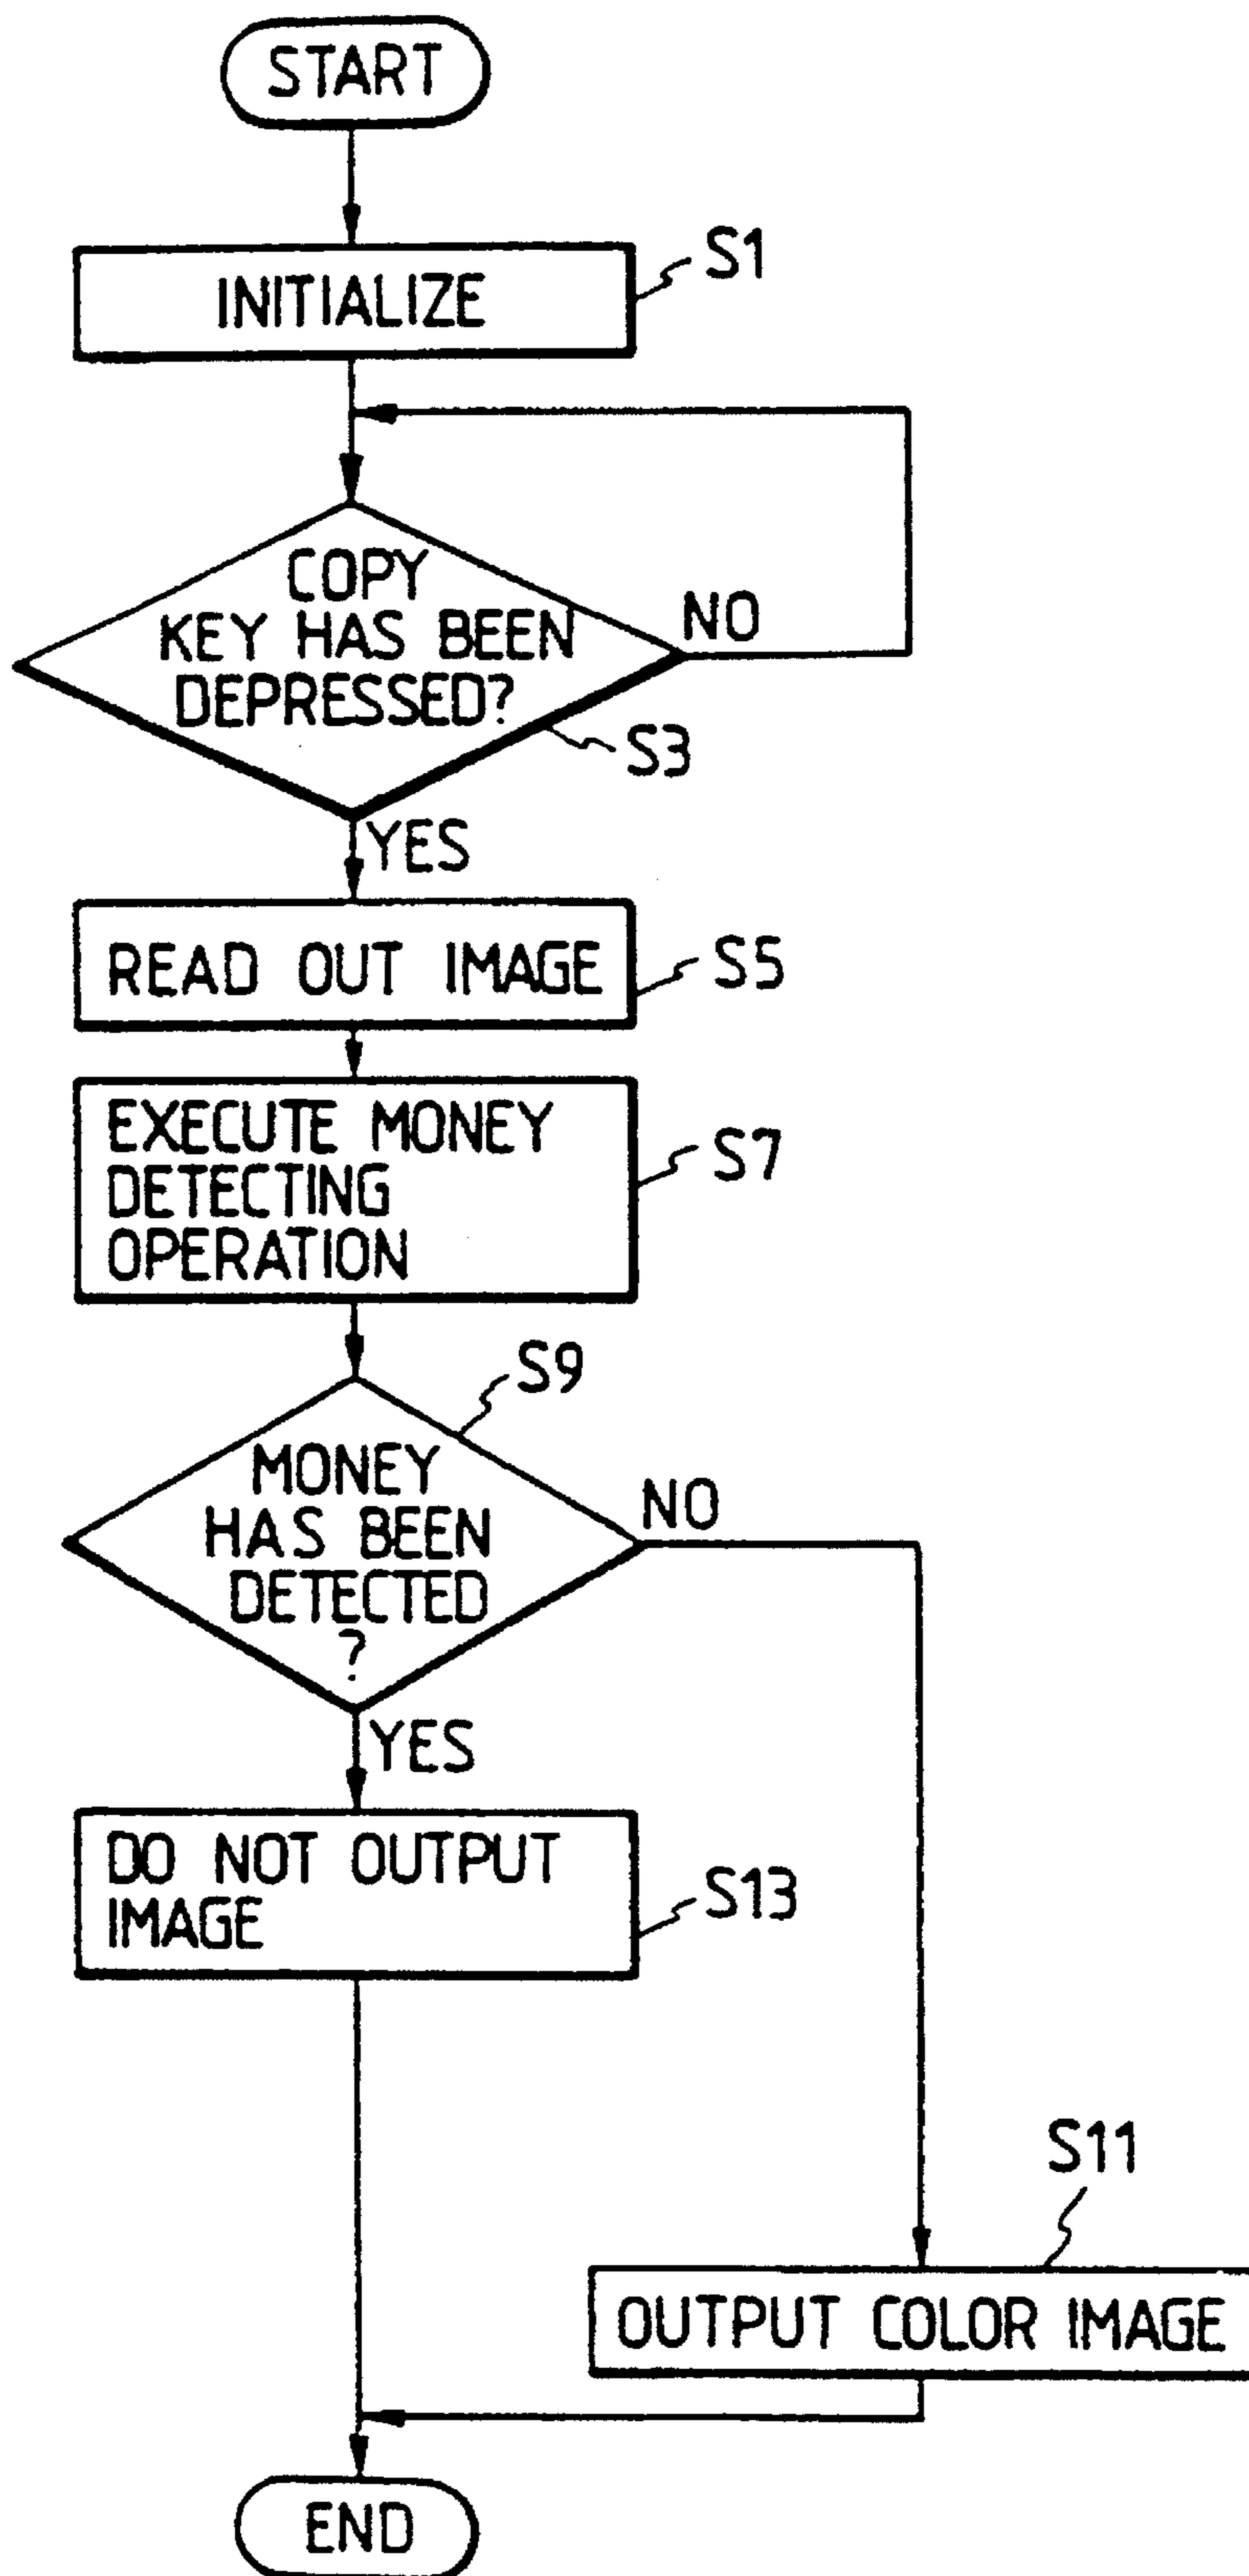 START
INITIALIZE
S1
COPY
KEY HAS BEEN
DEPRESSED?
NO
S3
YES
READ OUT IMAGE
S5
EXECUTE MONEY
DETECTING
OPERATION
S7
S9
MONEY
HAS BEEN
DETECTED
?
NO
YES
DO NOT OUTPUT
IMAGE
S13
S11
OUTPUT COLOR IMAGE
END